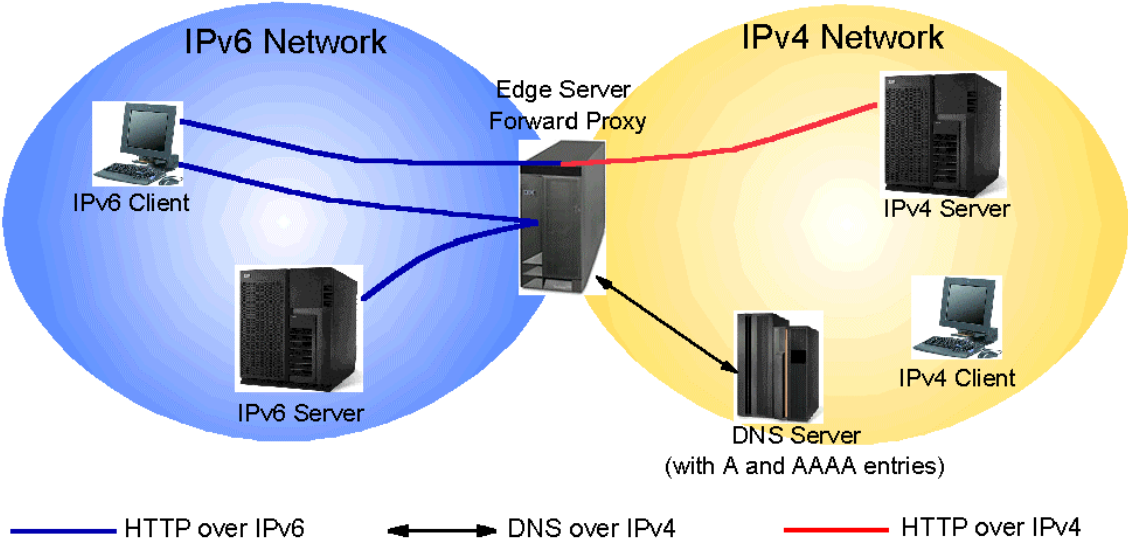 IPv6 Network
IPv4 Network
Edge Server
Forward Proxy
IPv6 Client
IPv4 Server
IPv6 Server
IPv4 Client
DNS Server
(with A and AAAA entries)
HTTP over IPv6
DNS over IPv4
HTTP over IPv4